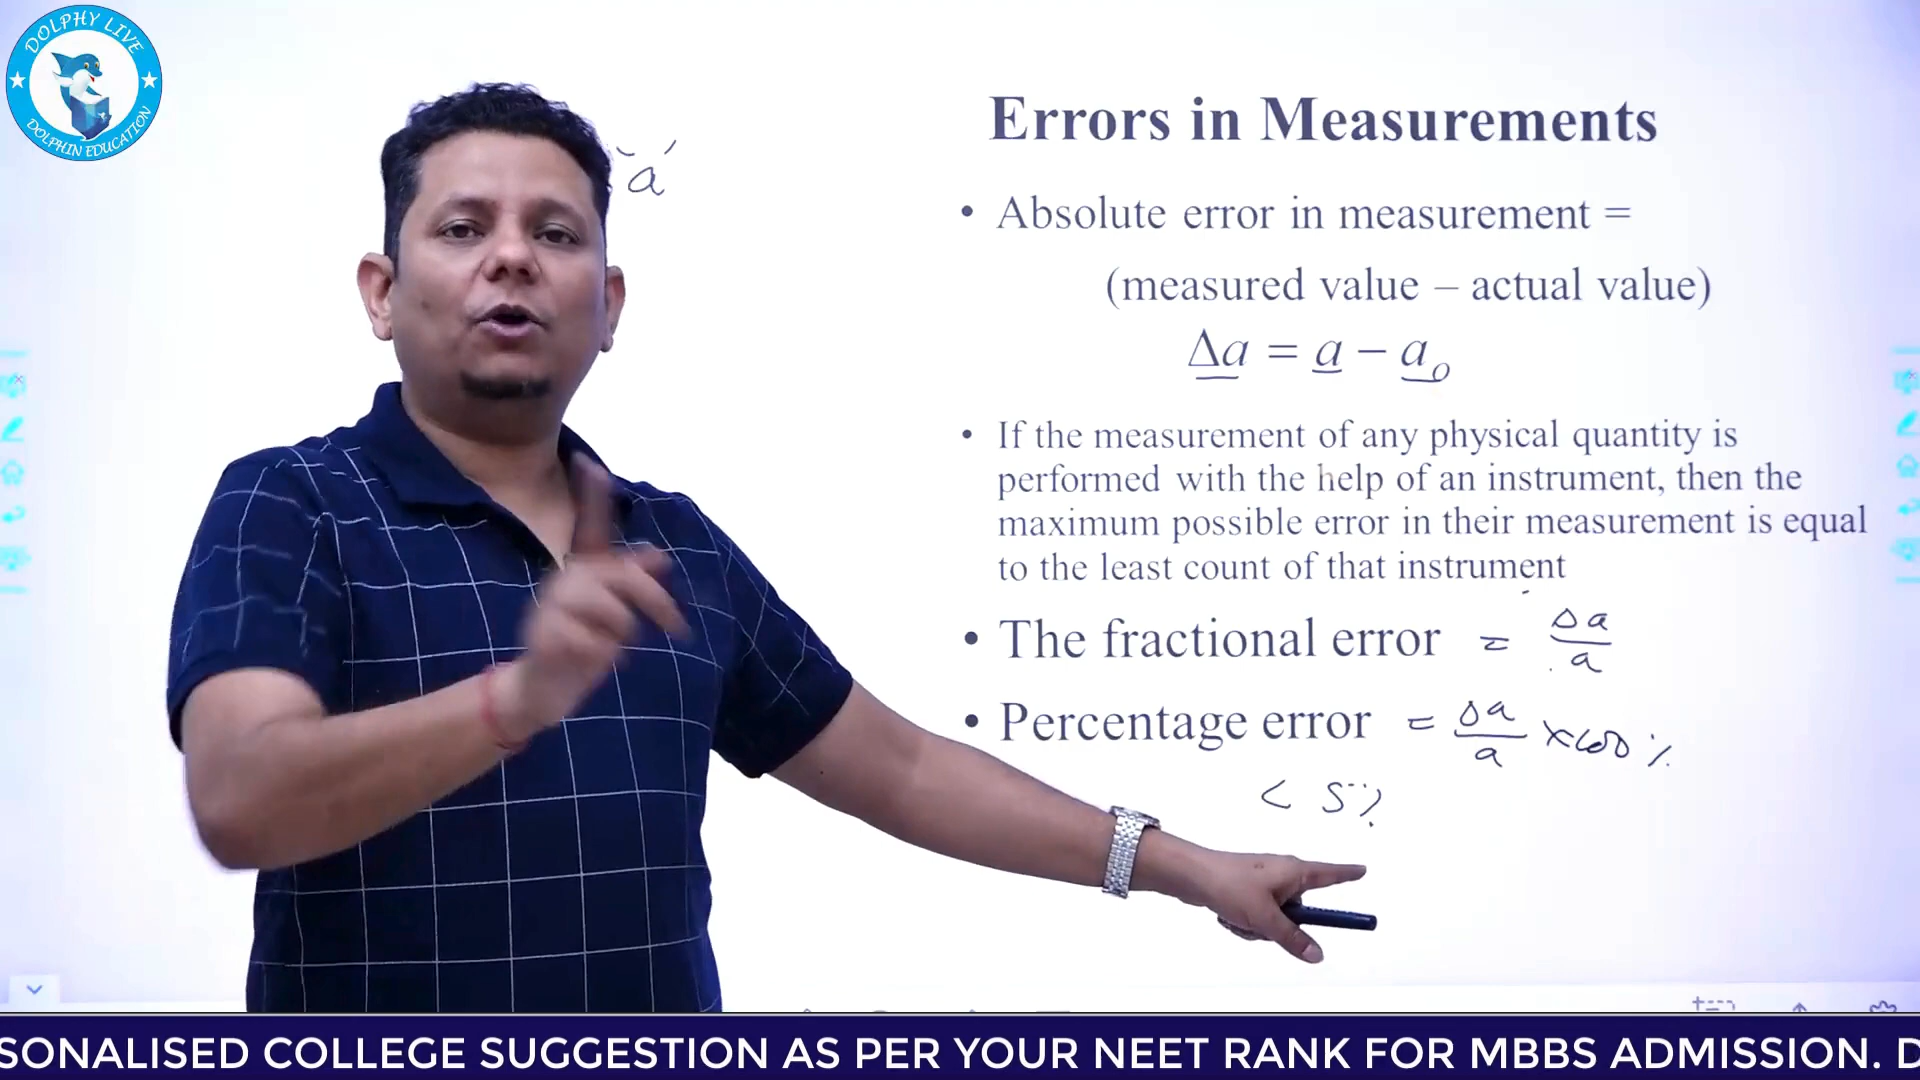 DOLPHY LIVE
DOLPHIN EDUCATION
a
Errors in Measurements
• Absolute error in measurement =
(measured value – actual value)
Δa = a – a₀
• If the measurement of any physical quantity is
performed with the help of an instrument, then the
maximum possible error in their measurement is equal
to the least count of that instrument
• The fractional error = Δa/a
• Percentage error = Δa/a ×100 %
< 5%
SONALISED COLLEGE SUGGESTION AS PER YOUR NEET RANK FOR MBBS ADMISSION. D